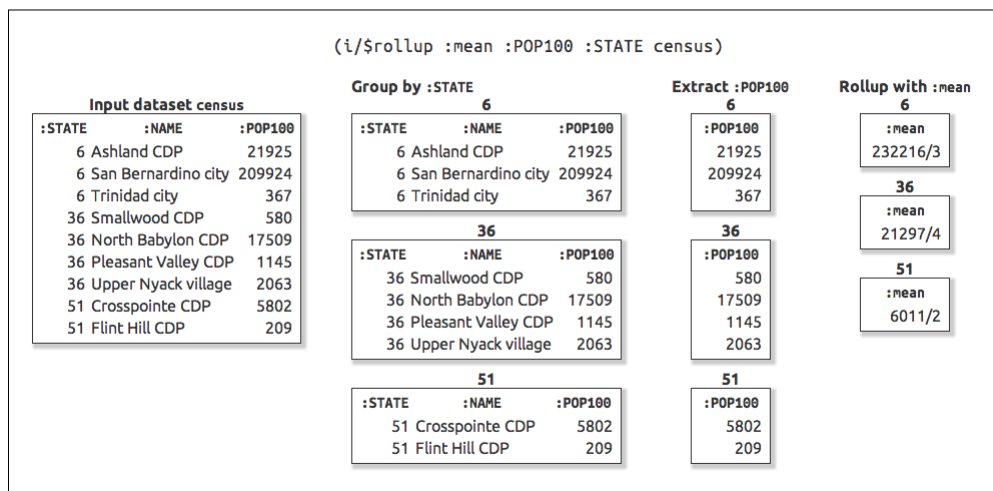 (i/$rollup :mean :POP100 :STATE census)
Input dataset census
:STATE :NAME :POP100
6 Ashland CDP 21925
6 San Bernardino city 209924
6 Trinidad city 367
36 Smallwood CDP 580
36 North Babylon CDP 17509
36 Pleasant Valley CDP 1145
36 Upper Nyack village 2063
51 Crosspointe CDP 5802
51 Flint Hill CDP 209
Group by :STATE
6
:STATE :NAME :POP100
6 Ashland CDP 21925
6 San Bernardino city 209924
6 Trinidad city 367
36
:STATE :NAME :POP100
36 Smallwood CDP 580
36 North Babylon CDP 17509
36 Pleasant Valley CDP 1145
36 Upper Nyack village 2063
51
:STATE :NAME :POP100
51 Crosspointe CDP 5802
51 Flint Hill CDP 209
Extract :POP100
6
:POP100
21925
209924
367
36
:POP100
580
17509
1145
2063
51
:POP100
5802
209
Rollup with :mean
6
:mean
232216/3
36
:mean
21297/4
51
:mean
6011/2